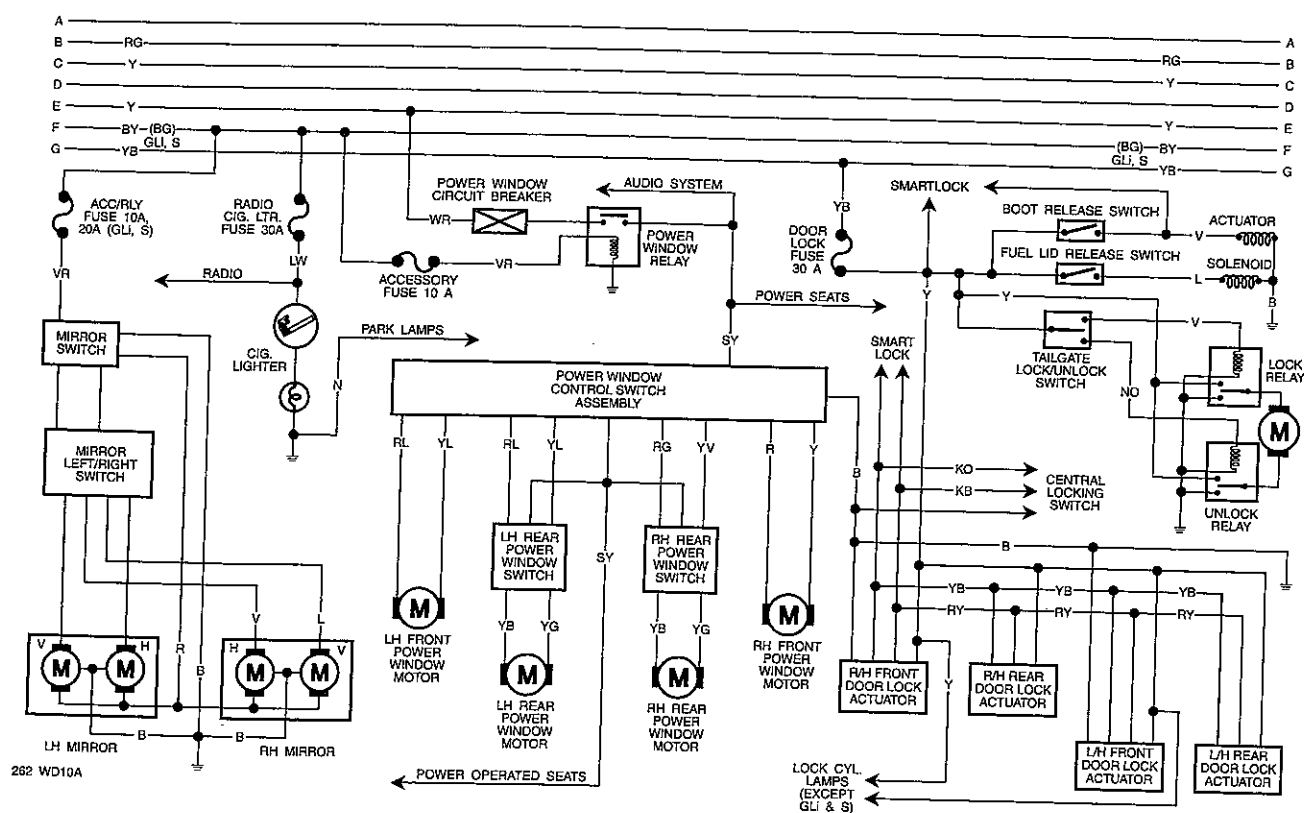 A A
B RG RG B
C Y Y C
D D
E Y Y E
F BY (BG) (BG) BY F
GLi, S GLi, S
G YB YB G
ACC/RLY
FUSE 10A,
20A (GLi, S)
VR
RADIO
CIG. LTR.
FUSE 30A
LW
RADIO
POWER WINDOW
CIRCUIT BREAKER
WR
AUDIO SYSTEM
POWER
WINDOW
RELAY
VR
ACCESSORY
FUSE 10 A
YB
DOOR
LOCK
FUSE
30 A
SMARTLOCK
BOOT RELEASE SWITCH
V
ACTUATOR
FUEL LID RELEASE SWITCH
L
SOLENOID
B
Y
Y
V
TAILGATE
LOCK/UNLOCK
SWITCH
NO
LOCK
RELAY
M
UNLOCK
RELAY
POWER SEATS
SY
PARK LAMPS
N
CIG.
LIGHTER
MIRROR
SWITCH
MIRROR
LEFT/RIGHT
SWITCH
POWER WINDOW
CONTROL SWITCH
ASSEMBLY
SMART
LOCK
RL YL RL YL RG YV R Y
B
KO
KB
CENTRAL
LOCKING
SWITCH
LH REAR
POWER
WINDOW
SWITCH
SY
RH REAR
POWER
WINDOW
SWITCH
B
YB YB YB
RY RY RY
V L
M
LH FRONT
POWER
WINDOW
MOTOR
YB YG
M
LH REAR
POWER
WINDOW
MOTOR
YB YG
M
RH REAR
POWER
WINDOW
MOTOR
M
RH FRONT
POWER
WINDOW
MOTOR
V H
M M
R B
H V
M M
B B
LH MIRROR
RH MIRROR
R/H FRONT
DOOR LOCK
ACTUATOR
Y
R/H REAR
DOOR LOCK
ACTUATOR
L/H FRONT
DOOR LOCK
ACTUATOR
L/H REAR
DOOR LOCK
ACTUATOR
262 WD10A
POWER OPERATED SEATS
LOCK CYL.
LAMPS
(EXCEPT
GLi & S)